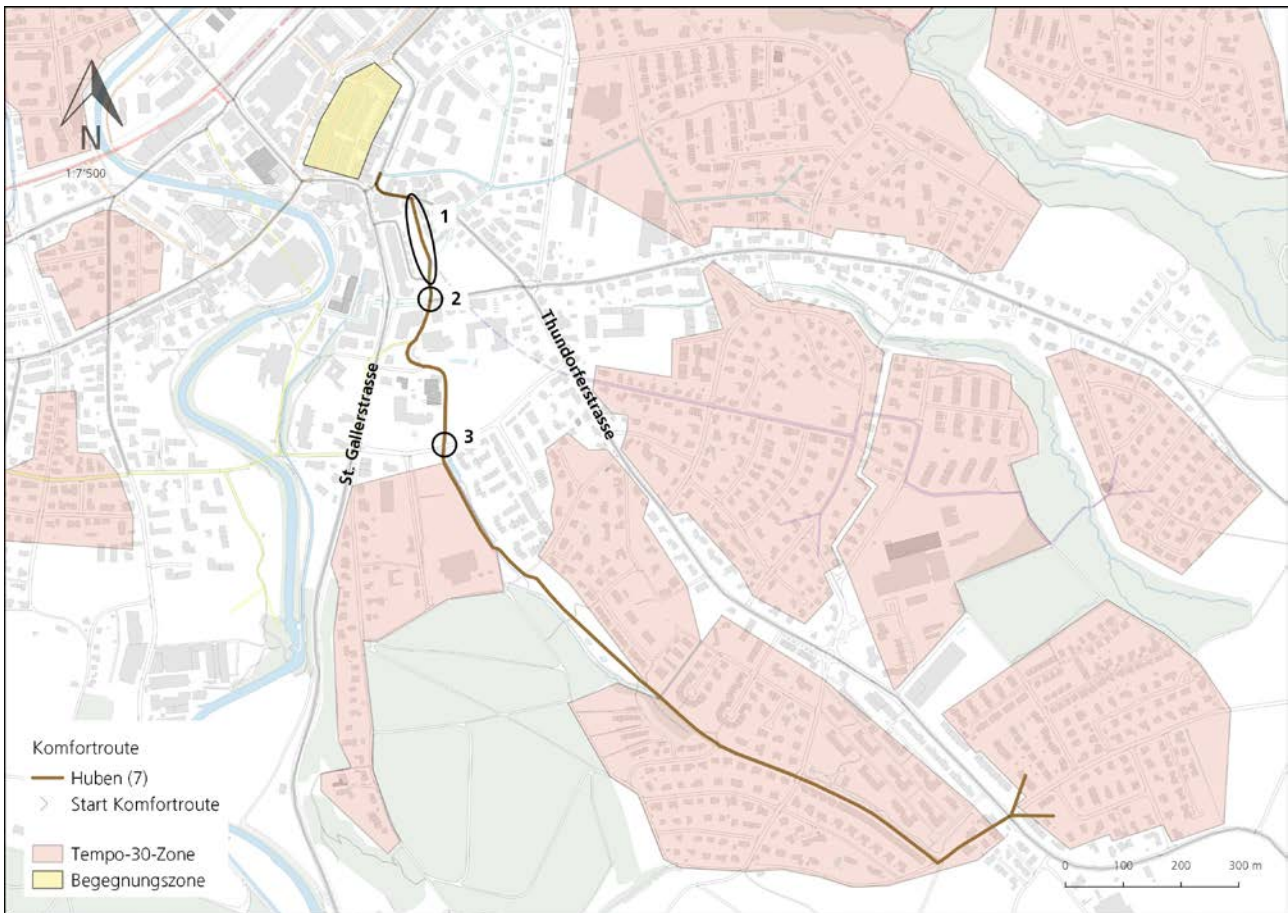 N
1:7'500
1
2
3
St. Gallerstrasse
Thundorferstrasse
Komfortroute
Huben (7)
Start Komfortroute
Tempo-30-Zone
Begegnungszone
0 100 200 300 m